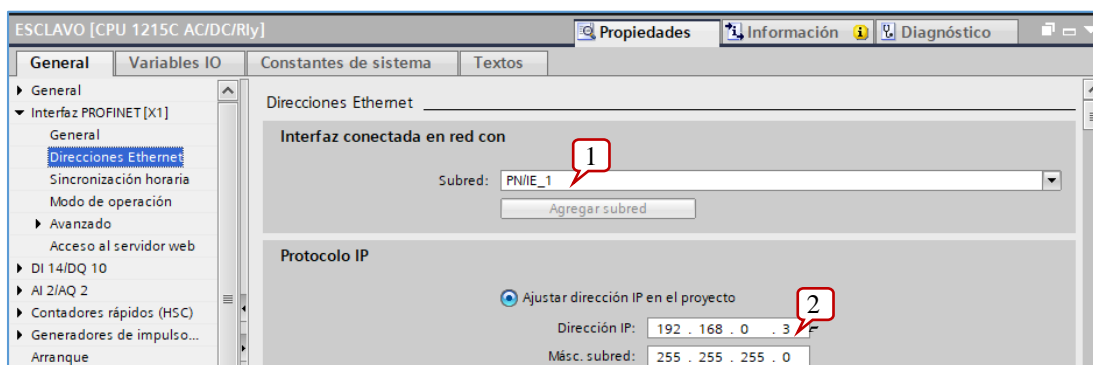 ESCLAVO [CPU 1215C AC/DC/Rly]
Propiedades
Información
Diagnóstico
General
Variables IO
Constantes de sistema
Textos
General
Interfaz PROFINET [X1]
General
Direcciones Ethernet
Sincronización horaria
Modo de operación
Avanzado
Acceso al servidor web
DI 14/DQ 10
AI 2/AQ 2
Contadores rápidos (HSC)
Generadores de impulso...
Arranque
Direcciones Ethernet
Interfaz conectada en red con
1
Subred: PN/IE_1
Agregar subred
Protocolo IP
Ajustar dirección IP en el proyecto
2
Dirección IP: 192 . 168 . 0 . 3
Másc. subred: 255 . 255 . 255 . 0